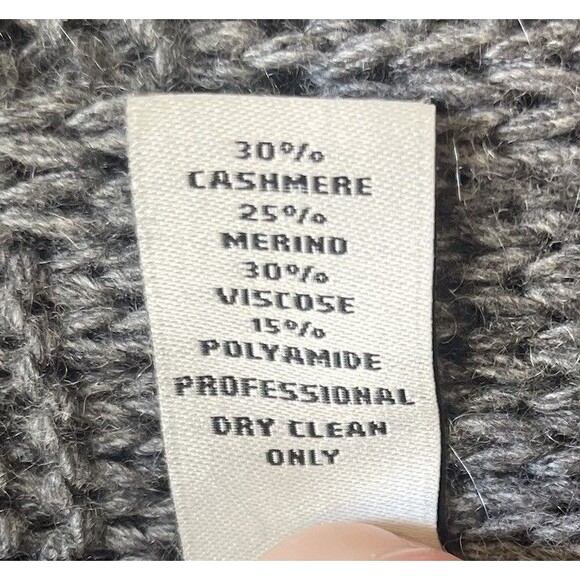 30%
CASHMERE
25%
MERINO
30%
VISCOSE
15%
POLYAMIDE
PROFESSIONAL
DRY CLEAN
ONLY